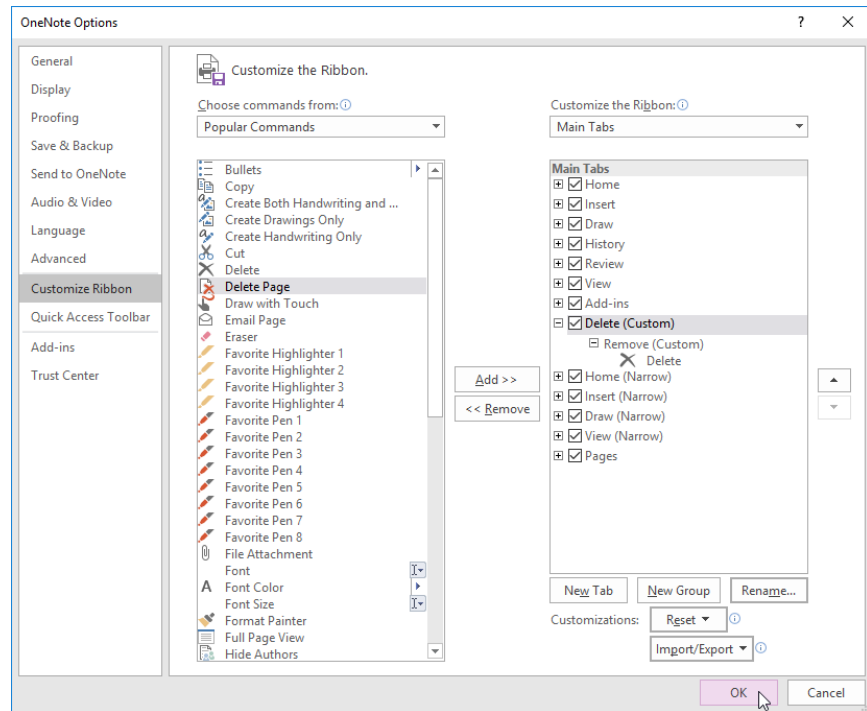 OneNote Options
?
General
Display
Proofing
Save & Backup
Send to OneNote
Audio & Video
Language
Advanced
Customize Ribbon
Quick Access Toolbar
Add-ins
Trust Center
Customize the Ribbon.
Choose commands from:
Popular Commands
Bullets
Copy
Create Both Handwriting and ...
Create Drawings Only
Create Handwriting Only
Cut
Delete
Delete Page
Draw with Touch
Email Page
Eraser
Favorite Highlighter 1
Favorite Highlighter 2
Favorite Highlighter 3
Favorite Highlighter 4
Favorite Pen 1
Favorite Pen 2
Favorite Pen 3
Favorite Pen 4
Favorite Pen 5
Favorite Pen 6
Favorite Pen 7
Favorite Pen 8
File Attachment
Font
Font Color
Font Size
Format Painter
Full Page View
Hide Authors
Add >>
<< Remove
Customize the Ribbon:
Main Tabs
Main Tabs
Home
Insert
Draw
History
Review
View
Add-ins
Delete (Custom)
Remove (Custom)
Delete
Home (Narrow)
Insert (Narrow)
Draw (Narrow)
View (Narrow)
Pages
New Tab New Group Rename...
Customizations: Reset
Import/Export
OK Cancel